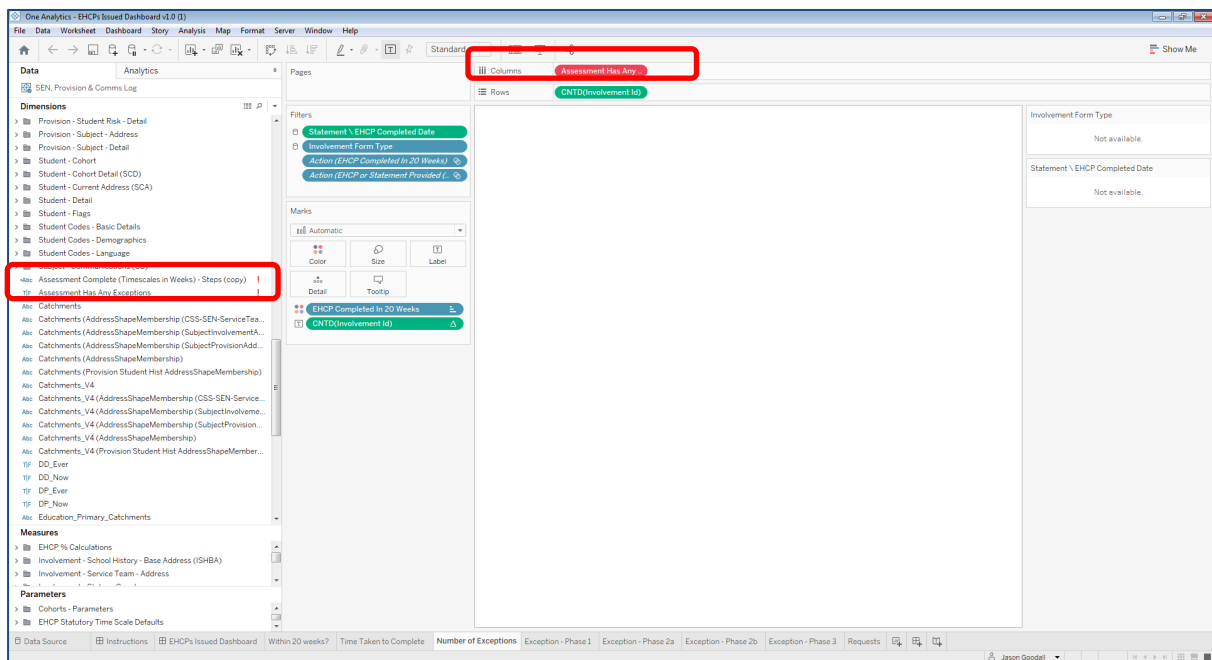 One Analytics - EHCPs Issued Dashboard v1.0 (1)
File Data Worksheet Dashboard Story Analysis Map Format Server Window Help
Standard
Show Me
Data Analytics
SEN, Provision & Comms Log
Dimensions
Provision - Student Risk - Detail
Provision - Subject - Address
Provision - Subject - Detail
Student - Cohort
Student - Cohort Detail (SCD)
Student - Current Address (SCA)
Student - Detail
Student - Flags
Student Codes - Basic Details
Student Codes - Demographics
Student Codes - Language
Assessment Complete (Timescales in Weeks) - Steps (copy) !
Assessment Has Any Exceptions !
Catchments
Catchments (AddressShapeMembership (CSS-SEN-ServiceTea...
Catchments (AddressShapeMembership (SubjectInvolvementA...
Catchments (AddressShapeMembership (SubjectProvisionAdd...
Catchments (AddressShapeMembership)
Catchments (Provision Student Hist AddressShapeMembership)
Catchments_V4
Catchments_V4 (AddressShapeMembership (CSS-SEN-Service...
Catchments_V4 (AddressShapeMembership (SubjectInvolveme...
Catchments_V4 (AddressShapeMembership (SubjectProvision...
Catchments_V4 (AddressShapeMembership)
Catchments_V4 (Provision Student Hist AddressShapeMember...
DD_Ever
DD_Now
DP_Ever
DP_Now
Education_Primary_Catchments
Measures
EHCP % Calculations
Involvement - School History - Base Address (ISHBA)
Involvement - Service Team - Address
Parameters
Cohorts - Parameters
EHCP Statutory Time Scale Defaults
Pages
Filters
Statement \ EHCP Completed Date
Involvement Form Type
Action (EHCP Completed In 20 Weeks)
Action (EHCP or Statement Provided (..
Marks
Automatic
Color Size Label
Detail Tooltip
EHCP Completed In 20 Weeks
CNTD(Involvement Id)
Columns Assessment Has Any ..
Rows CNTD(Involvement Id)
Involvement Form Type
Not available.
Statement \ EHCP Completed Date
Not available.
Data Source Instructions EHCPs Issued Dashboard Within 20 weeks? Time Taken to Complete Number of Exceptions Exception - Phase 1 Exception - Phase 2a Exception - Phase 2b Exception - Phase 3 Requests
Jason Goodall